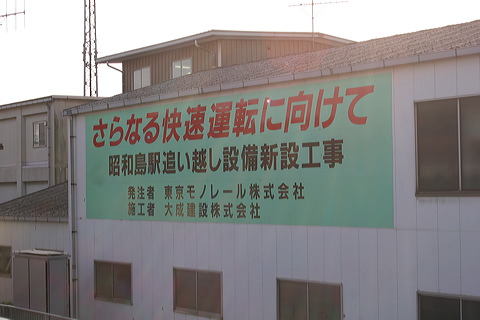 さらなる快速運転に向けて
昭和島駅追い越し設備新設工事
発注者 東京モノレール株式会社
施工者 大成建設株式会社